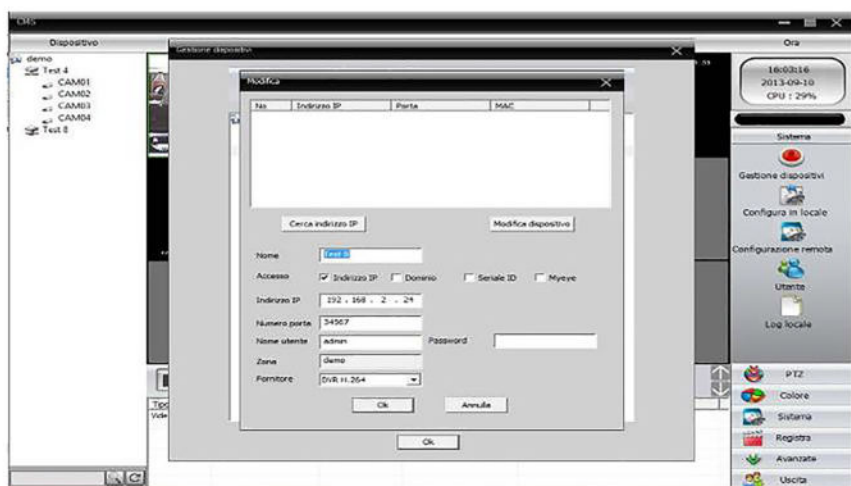 CMS
Dispositivo
Ora
demo
Test 4
CAM01
CAM02
CAM03
CAM04
Test 8
Gestione dispositivi
Modifica
No
Indirizzo IP
Porta
MAC
Cerca indirizzo IP
Modifica dispositivo
Nome
Test 8
Accesso
Indirizzo IP
Dominio
Seriale ID
Myeye
Indirizzo IP
192 . 168 . 2 . 24
Numero porta
34567
Nome utente
admin
Password
Zona
demo
Fornitore
DVR H.264
Ok
Annulla
Ok
16:03:16
2013-09-10
CPU : 29%
Sistema
Gestione dispositivi
Configura in locale
Configurazione remota
Utente
Log locale
PTZ
Colore
Sistema
Registra
Avanzate
Uscita